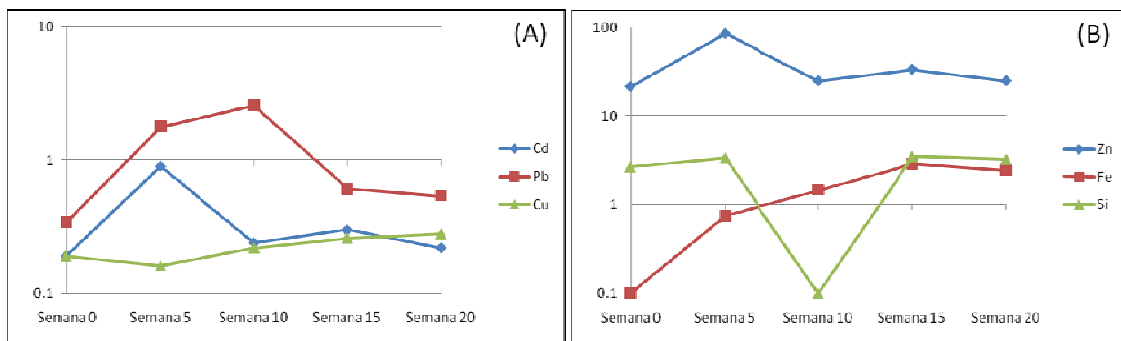 (A)
10
1
0.1
Semana 0 Semana 5 Semana 10 Semana 15 Semana 20
Cd
Pb
Cu
(B)
100
10
1
0.1
Semana 0 Semana 5 Semana 10 Semana 15 Semana 20
Zn
Fe
Si